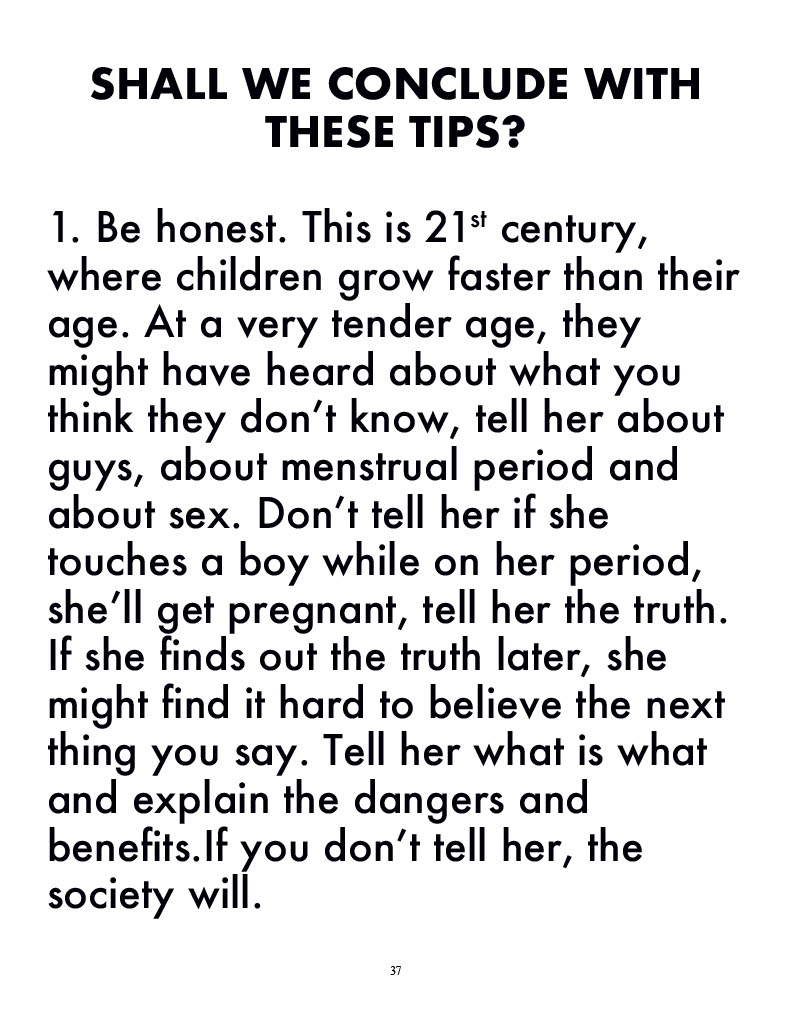 SHALL WE CONCLUDE WITH
THESE TIPS?
1. Be honest. This is 21st century,
where children grow faster than their
age. At a very tender age, they
might have heard about what you
think they don’t know, tell her about
guys, about menstrual period and
about sex. Don’t tell her if she
touches a boy while on her period,
she’ll get pregnant, tell her the truth.
If she finds out the truth later, she
might find it hard to believe the next
thing you say. Tell her what is what
and explain the dangers and
benefits.If you don’t tell her, the
society will.
37